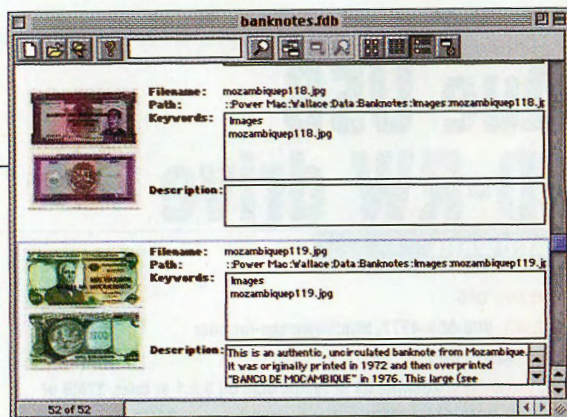 banknotes.fdb
Filename: mozambiquep118.jpg
Path: ::Power Mac:Wallace:Data:Banknotes:Images:mozambiquep118.j
Keywords: Images
mozambiquep118.jpg
Description:
Filename: mozambiquep119.jpg
Path: ::Power Mac:Wallace:Data:Banknotes:Images:mozambiquep119.j
Keywords: Images
mozambiquep119.jpg
Description: This is an authentic, uncirculated banknote from Mozambique.
It was originally printed in 1972 and then overprinted
"BANCO DE MOCAMBIQUE" in 1976. This large (see
52 of 52